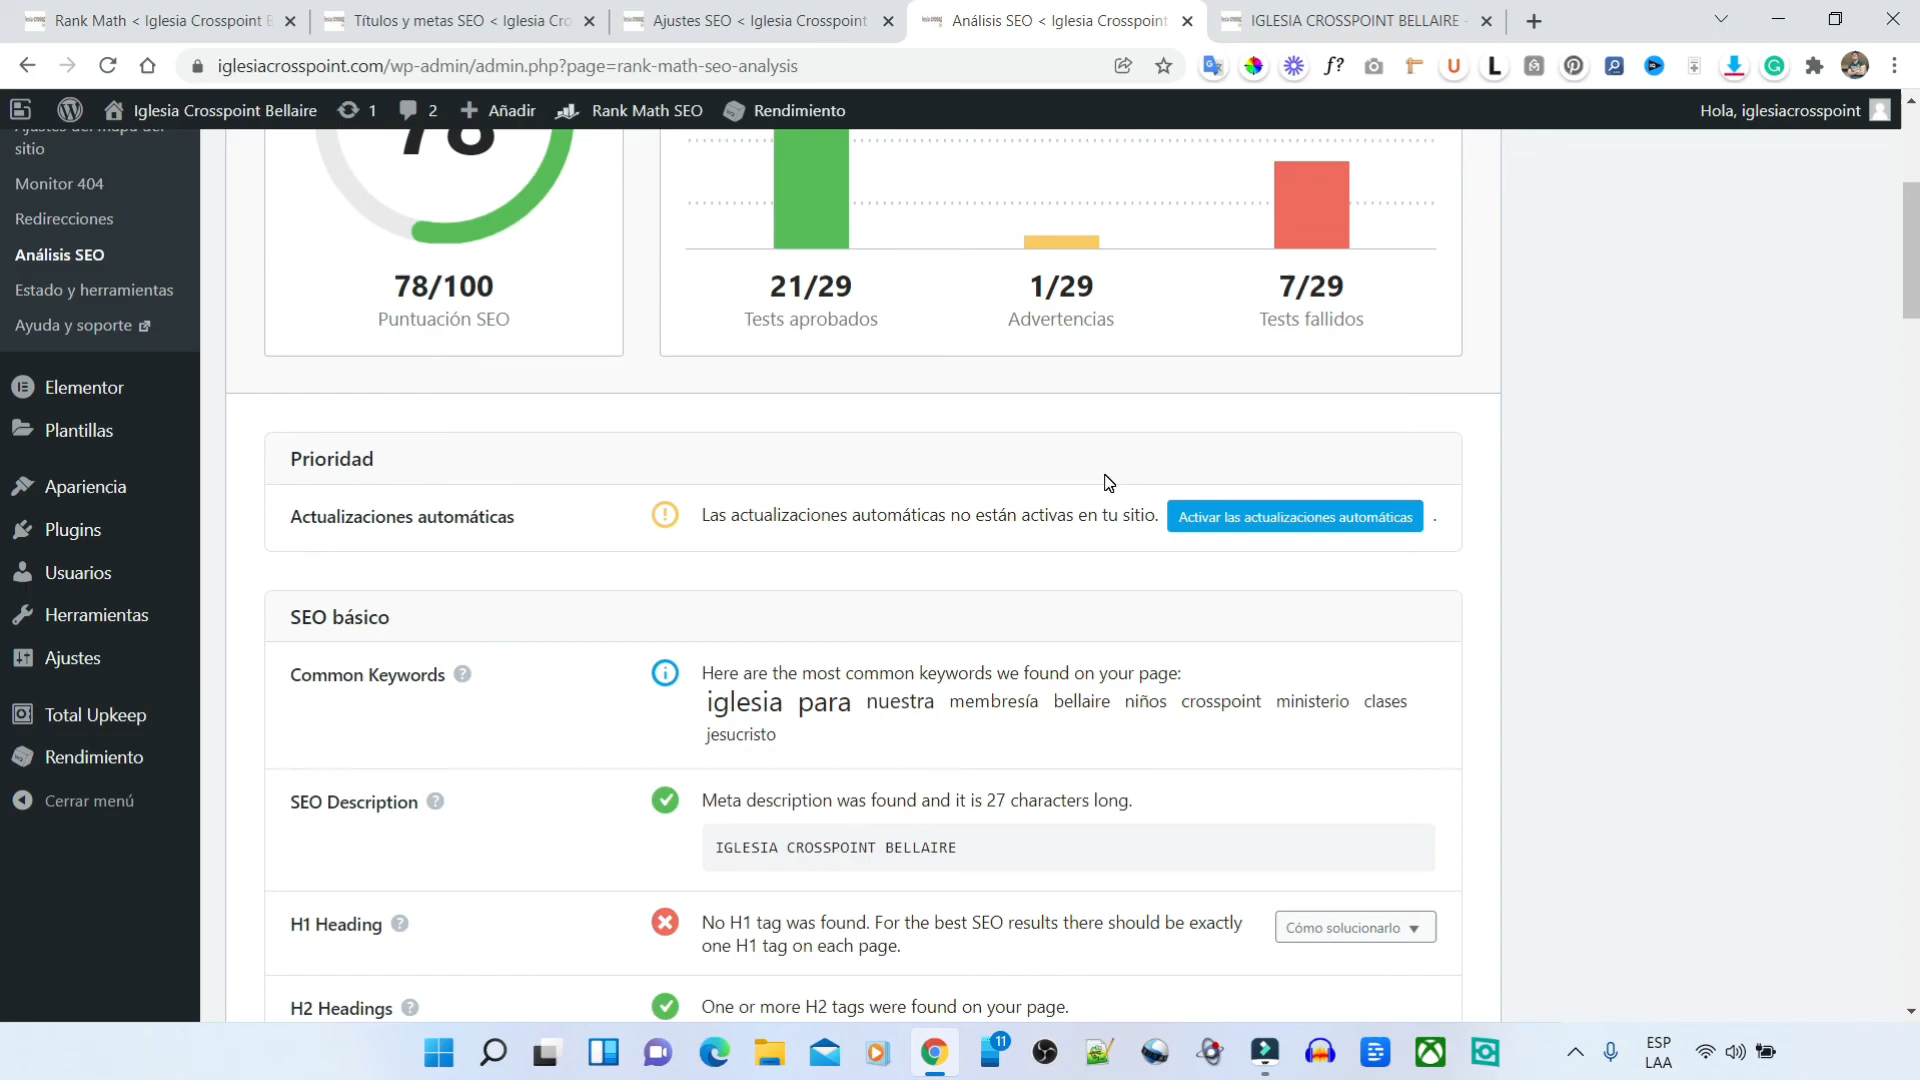 Rank Math < Iglesia Crosspoint B
Títulos y metas SEO < Iglesia Cro
Ajustes SEO < Iglesia Crosspoint
Análisis SEO < Iglesia Crosspoint
IGLESIA CROSSPOINT BELLAIRE -
iglesiacrosspoint.com/wp-admin/admin.php?page=rank-math-seo-analysis
Iglesia Crosspoint Bellaire 1 2 Añadir Rank Math SEO Rendimiento
Hola, iglesiacrosspoint
Ajustes del mapa del
sitio
Monitor 404
Redirecciones
Análisis SEO
Estado y herramientas
Ayuda y soporte
Elementor
Plantillas
Apariencia
Plugins
Usuarios
Herramientas
Ajustes
Total Upkeep
Rendimiento
Cerrar menú
78
78/100
Puntuación SEO
21/29
Tests aprobados
1/29
Advertencias
7/29
Tests fallidos
Prioridad
Actualizaciones automáticas
Las actualizaciones automáticas no están activas en tu sitio. Activar las actualizaciones automáticas .
SEO básico
Common Keywords
Here are the most common keywords we found on your page:
iglesia para nuestra membresía bellaire niños crosspoint ministerio clases
jesucristo
SEO Description
Meta description was found and it is 27 characters long.
IGLESIA CROSSPOINT BELLAIRE
H1 Heading
No H1 tag was found. For the best SEO results there should be exactly
one H1 tag on each page.
Cómo solucionarlo
H2 Headings
One or more H2 tags were found on your page.
11
ESP
LAA